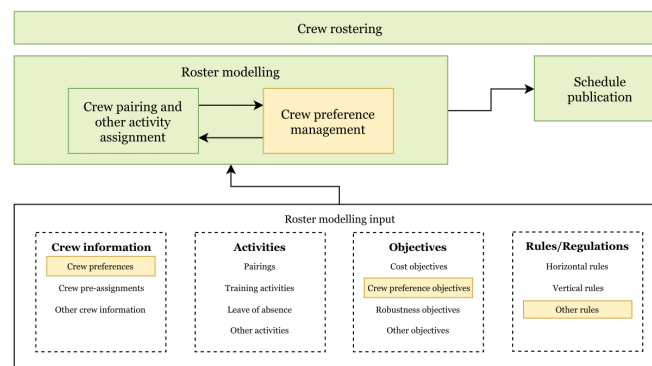 Crew rostering
Roster modelling
Crew pairing and
other activity
assignment
Crew preference
management
Schedule
publication
Roster modelling input
Crew information
Crew preferences
Crew pre-assignments
Other crew information
Activities
Pairings
Training activities
Leave of absence
Other activities
Objectives
Cost objectives
Crew preference objectives
Robustness objectives
Other objectives
Rules/Regulations
Horizontal rules
Vertical rules
Other rules